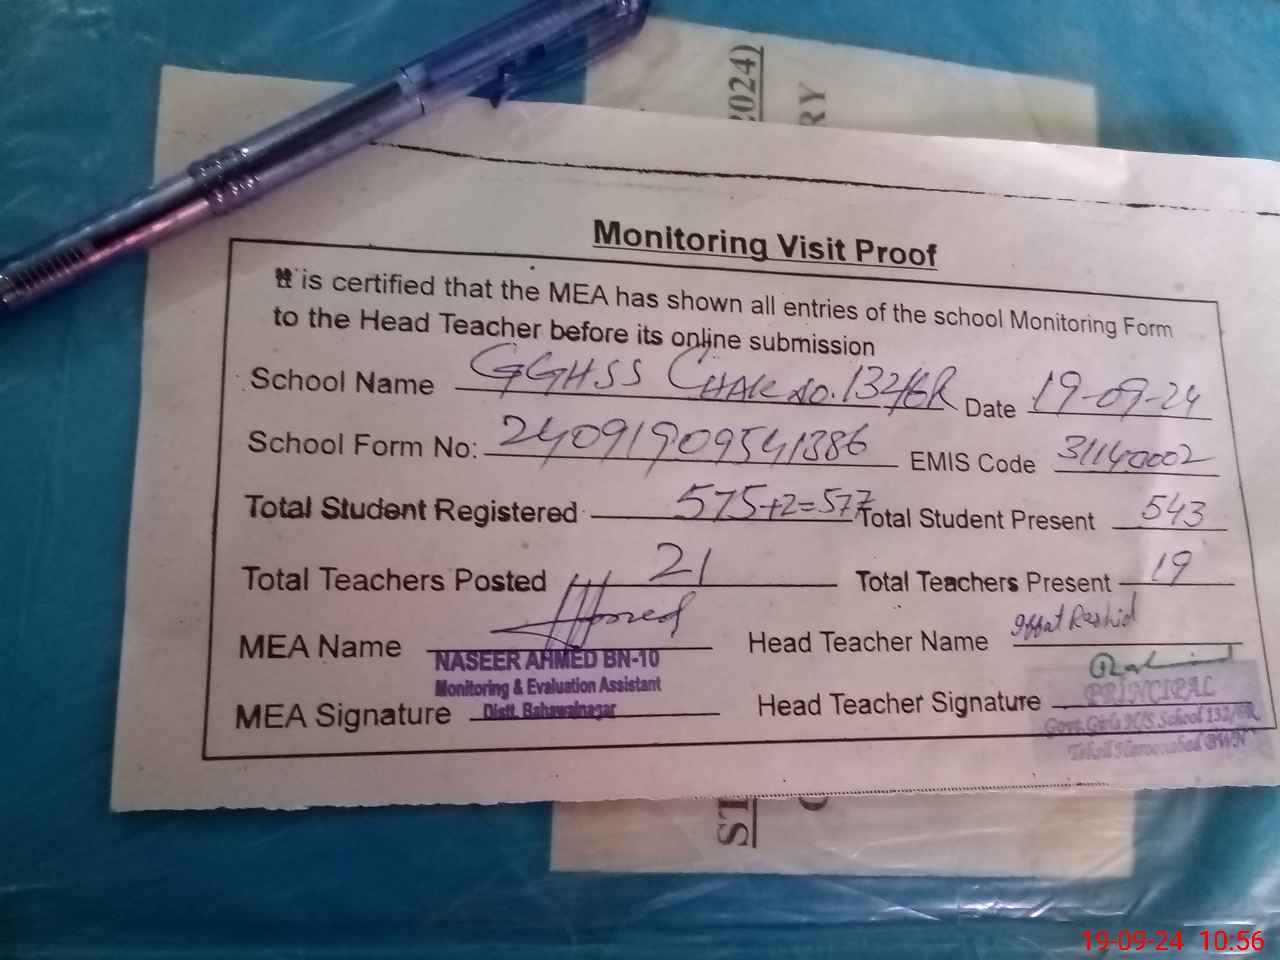 2024)
RY
Monitoring Visit Proof
It is certified that the MEA has shown all entries of the school Monitoring Form
to the Head Teacher before its online submission
School Name GGHSS CHAK NO. 132/6R Date 19-09-24
School Form No: 24091909541386 EMIS Code 31140002
Total Student Registered 575+2=577 Total Student Present 543
Total Teachers Posted 21 Total Teachers Present 19
MEA Name Head Teacher Name Iffat Rashid
NASEER AHMED BN-10
Monitoring & Evaluation Assistant
Distt. Bahawalnagar
MEA Signature Head Teacher Signature
PRINCIPAL
Govt. Girls H/S School 132/6R
Tehsil Haroonabad BWN
ST
19-09-24 10:56